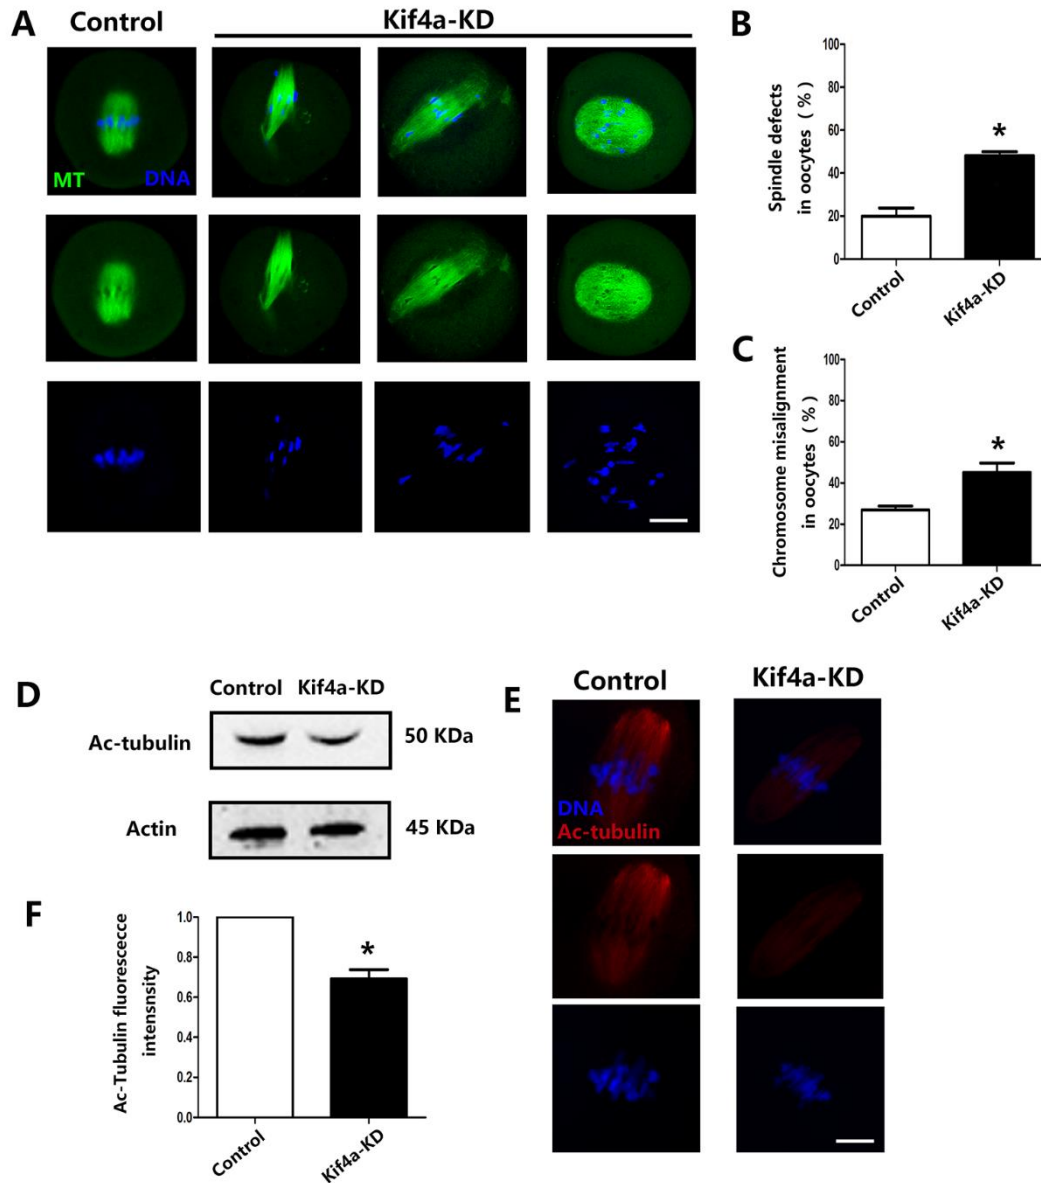 A
Control
Kif4a-KD
MT
DNA
B
Spindle defects
in oocytes（%）
100
80
60
40
20
0
*
Control
Kif4a-KD
C
Chromosome misalignment
in oocytes（%）
100
80
60
40
20
0
*
Control
Kif4a-KD
D
Control Kif4a-KD
Ac-tubulin
50 KDa
Actin
45 KDa
E
Control
Kif4a-KD
DNA
Ac-tubulin
F
Ac-Tubulin fluorescecce
intensnsity
1.0
0.8
0.6
0.4
0.2
0.0
*
Control
Kif4a-KD